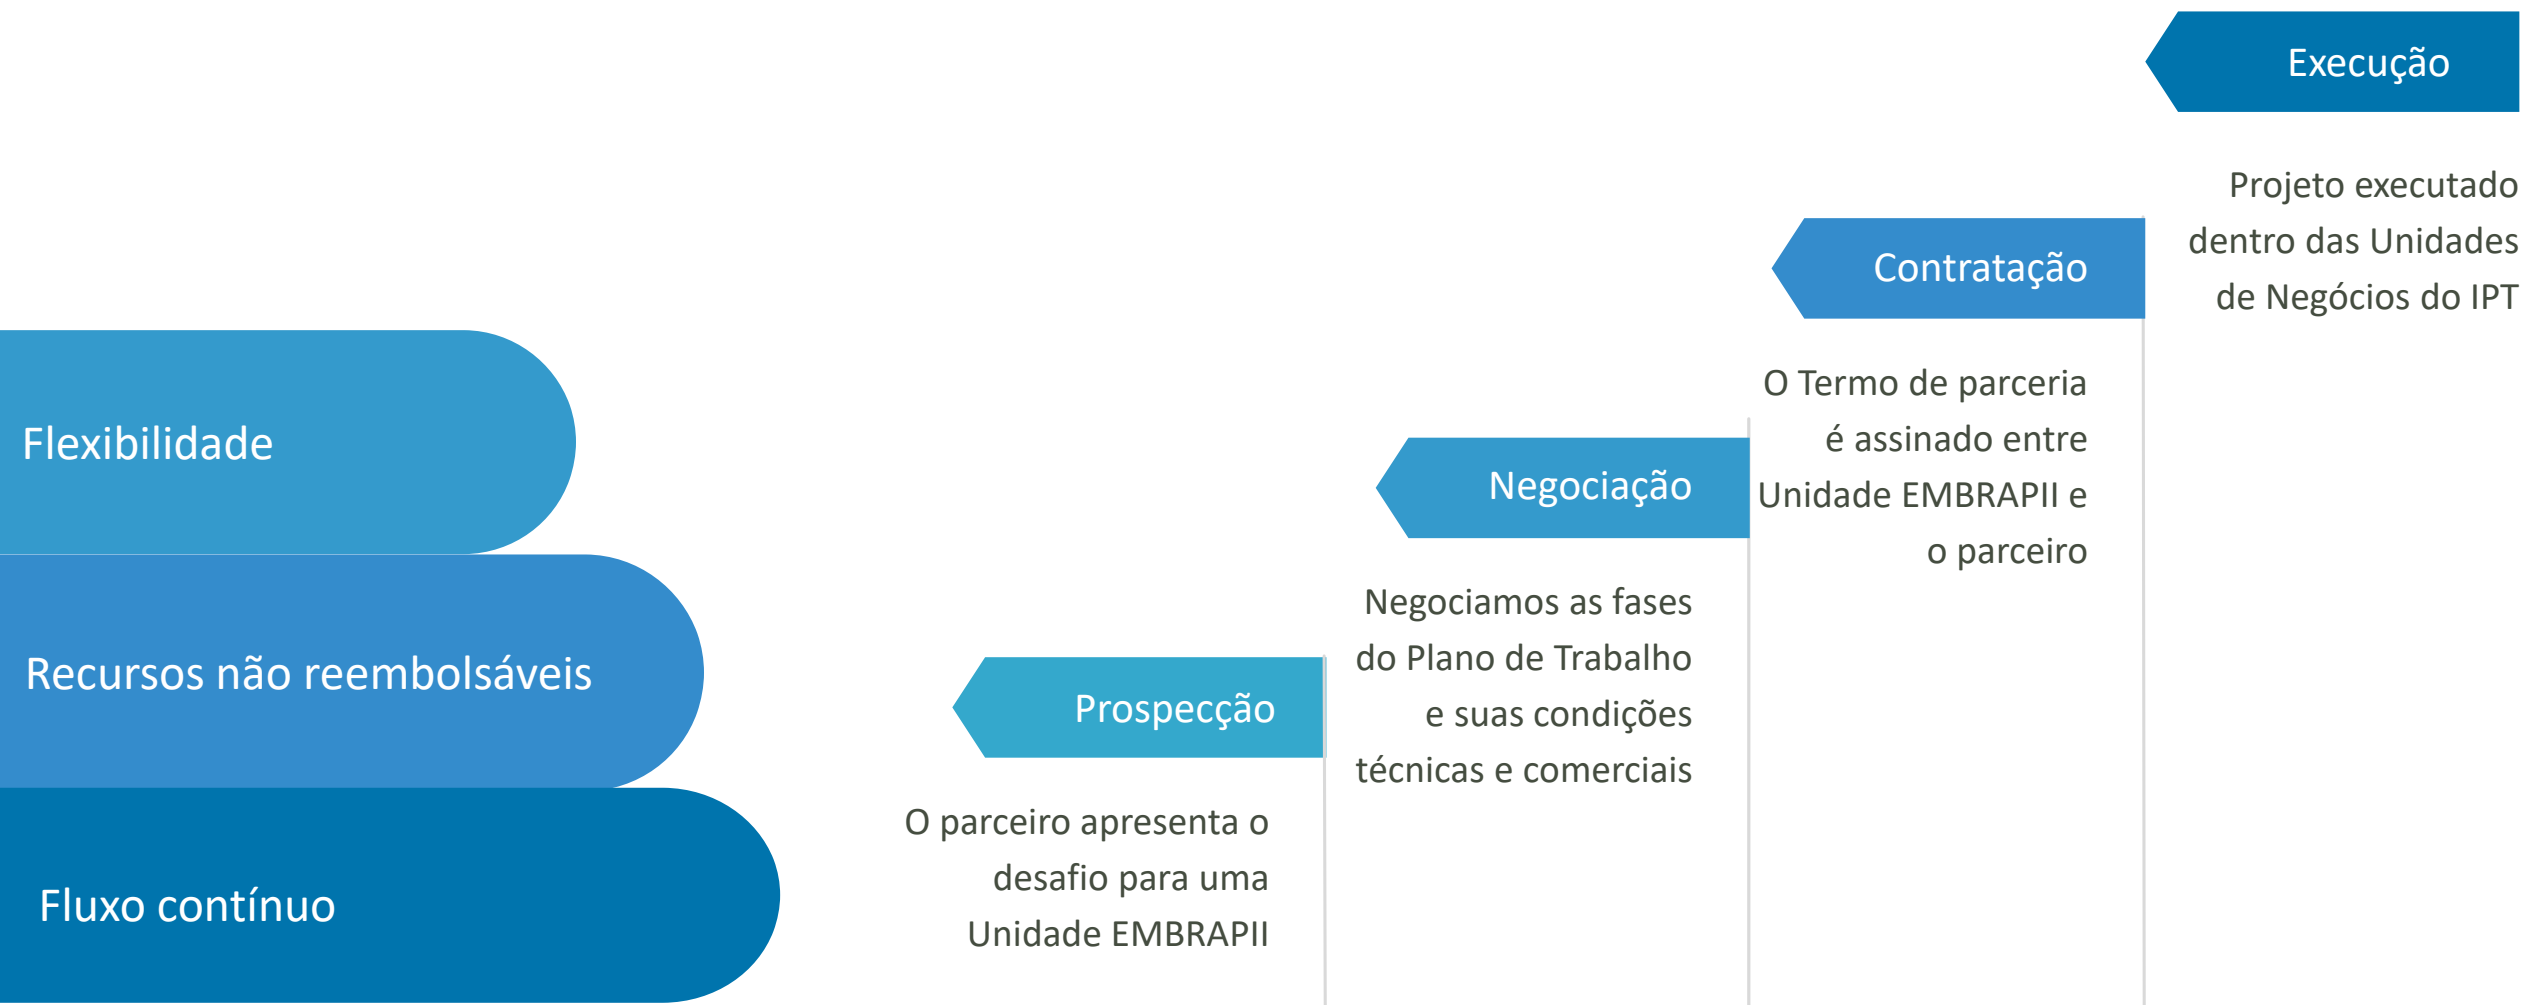 Flexibilidade
Recursos não reembolsáveis
Fluxo contínuo
Prospecção
O parceiro apresenta o
desafio para uma
Unidade EMBRAPII
Negociação
Negociamos as fases
do Plano de Trabalho
e suas condições
técnicas e comerciais
Contratação
O Termo de parceria
é assinado entre
Unidade EMBRAPII e
o parceiro
Execução
Projeto executado
dentro das Unidades
de Negócios do IPT